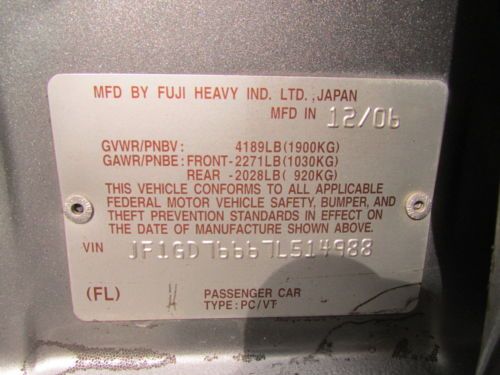 MFD BY FUJI HEAVY IND. LTD., JAPAN
MFD IN 12/06
GVWR/PNBV: 4189LB(1900KG)
GAWR/PNBE: FRONT-2271LB(1030KG)
REAR -2028LB( 920KG)
THIS VEHICLE CONFORMS TO ALL APPLICABLE
FEDERAL MOTOR VEHICLE SAFETY, BUMPER, AND
THEFT PREVENTION STANDARDS IN EFFECT ON
THE DATE OF MANUFACTURE SHOWN ABOVE.
VIN JF1GD76667L514988
(FL) PASSENGER CAR
TYPE: PC/VT